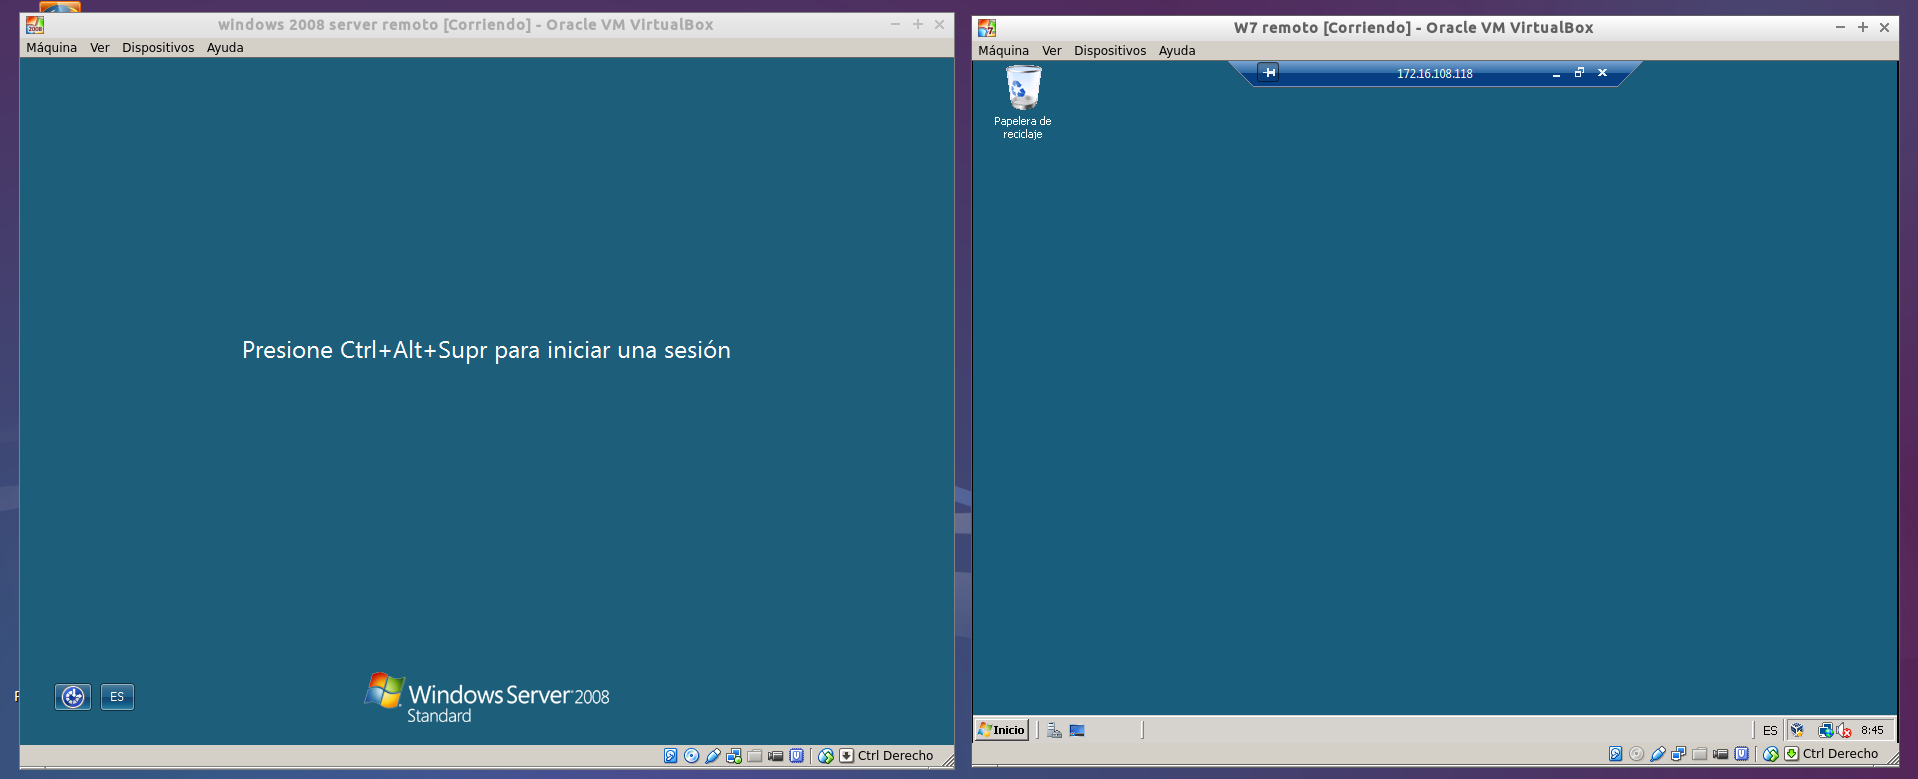 windows 2008 server remoto [Corriendo] - Oracle VM VirtualBox
Máquina Ver Dispositivos Ayuda
Presione Ctrl+Alt+Supr para iniciar una sesión
ES
Windows Server 2008
Standard
Ctrl Derecho
W7 remoto [Corriendo] - Oracle VM VirtualBox
Máquina Ver Dispositivos Ayuda
172.16.108.118
Papelera de
reciclaje
Inicio
ES 8:45
Ctrl Derecho